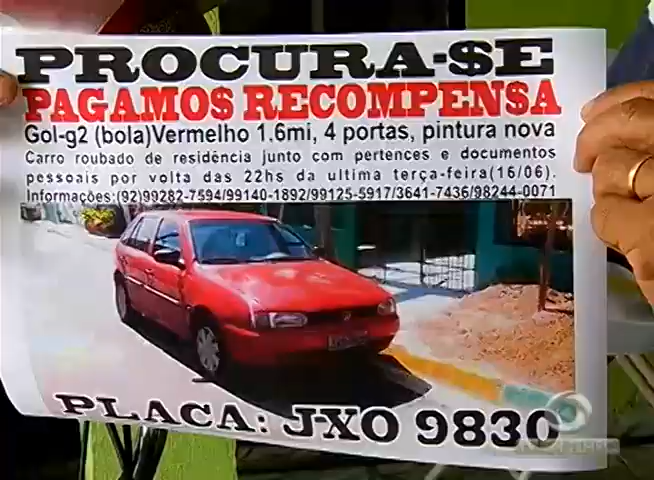 PROCURA-SE
PAGAMOS RECOMPENSA
Gol-g2 (bola)Vermelho 1.6mi, 4 portas, pintura nova
Carro roubado de residência junto com pertences e documentos
pessoais por volta das 22hs da ultima terça-feira(16/06).
Informações:(92)99282-7594/99140-1892/99125-5917/3641-7436/98244-0071
PLACA: JXO 9830